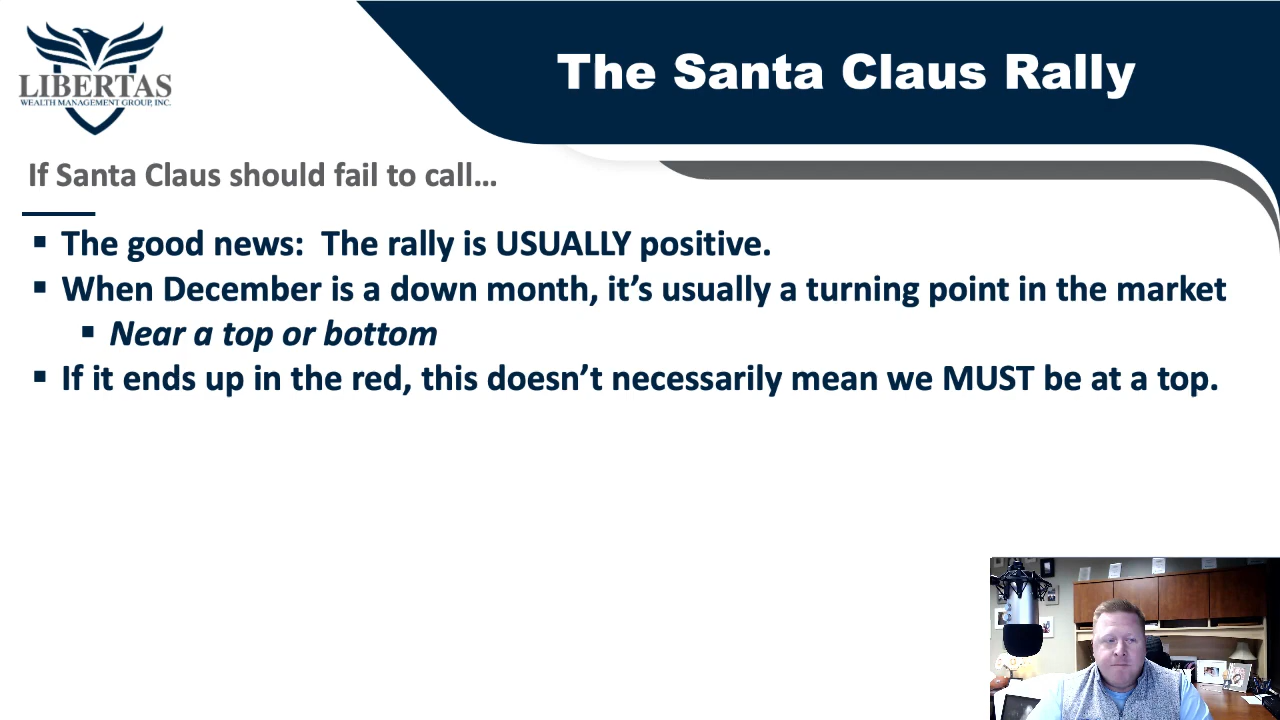 LIBERTAS
WEALTH MANAGEMENT GROUP, INC.
The Santa Claus Rally
If Santa Claus should fail to call...
▪ The good news:  The rally is USUALLY positive.
▪ When December is a down month, it’s usually a turning point in the market
▪ Near a top or bottom
▪ If it ends up in the red, this doesn’t necessarily mean we MUST be at a top.